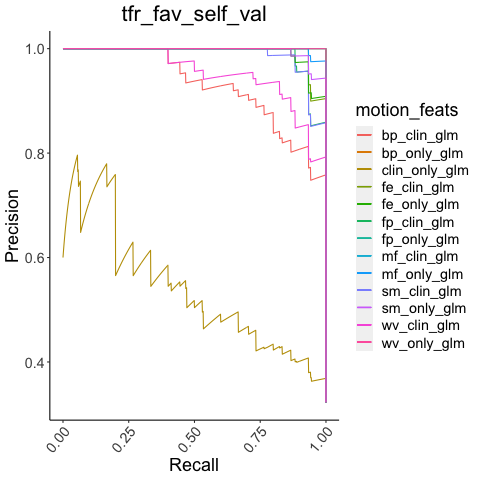 tfr_fav_self_val
Precision
1.0
0.8
0.6
0.4
0.00
0.25
0.50
0.75
1.00
Recall
motion_feats
bp_clin_glm
bp_only_glm
clin_only_glm
fe_clin_glm
fe_only_glm
fp_clin_glm
fp_only_glm
mf_clin_glm
mf_only_glm
sm_clin_glm
sm_only_glm
wv_clin_glm
wv_only_glm